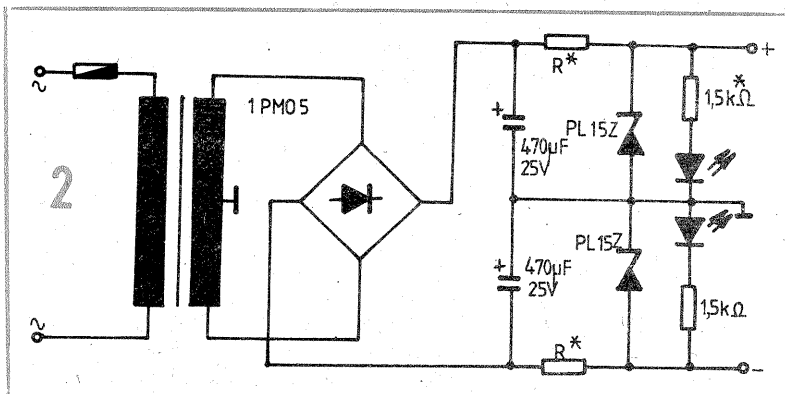 2
~
~
1PM05
+
470µF
25V
R*
PL15Z
1,5kΩ*
+
+
470µF
25V
R*
PL15Z
1,5kΩ
-